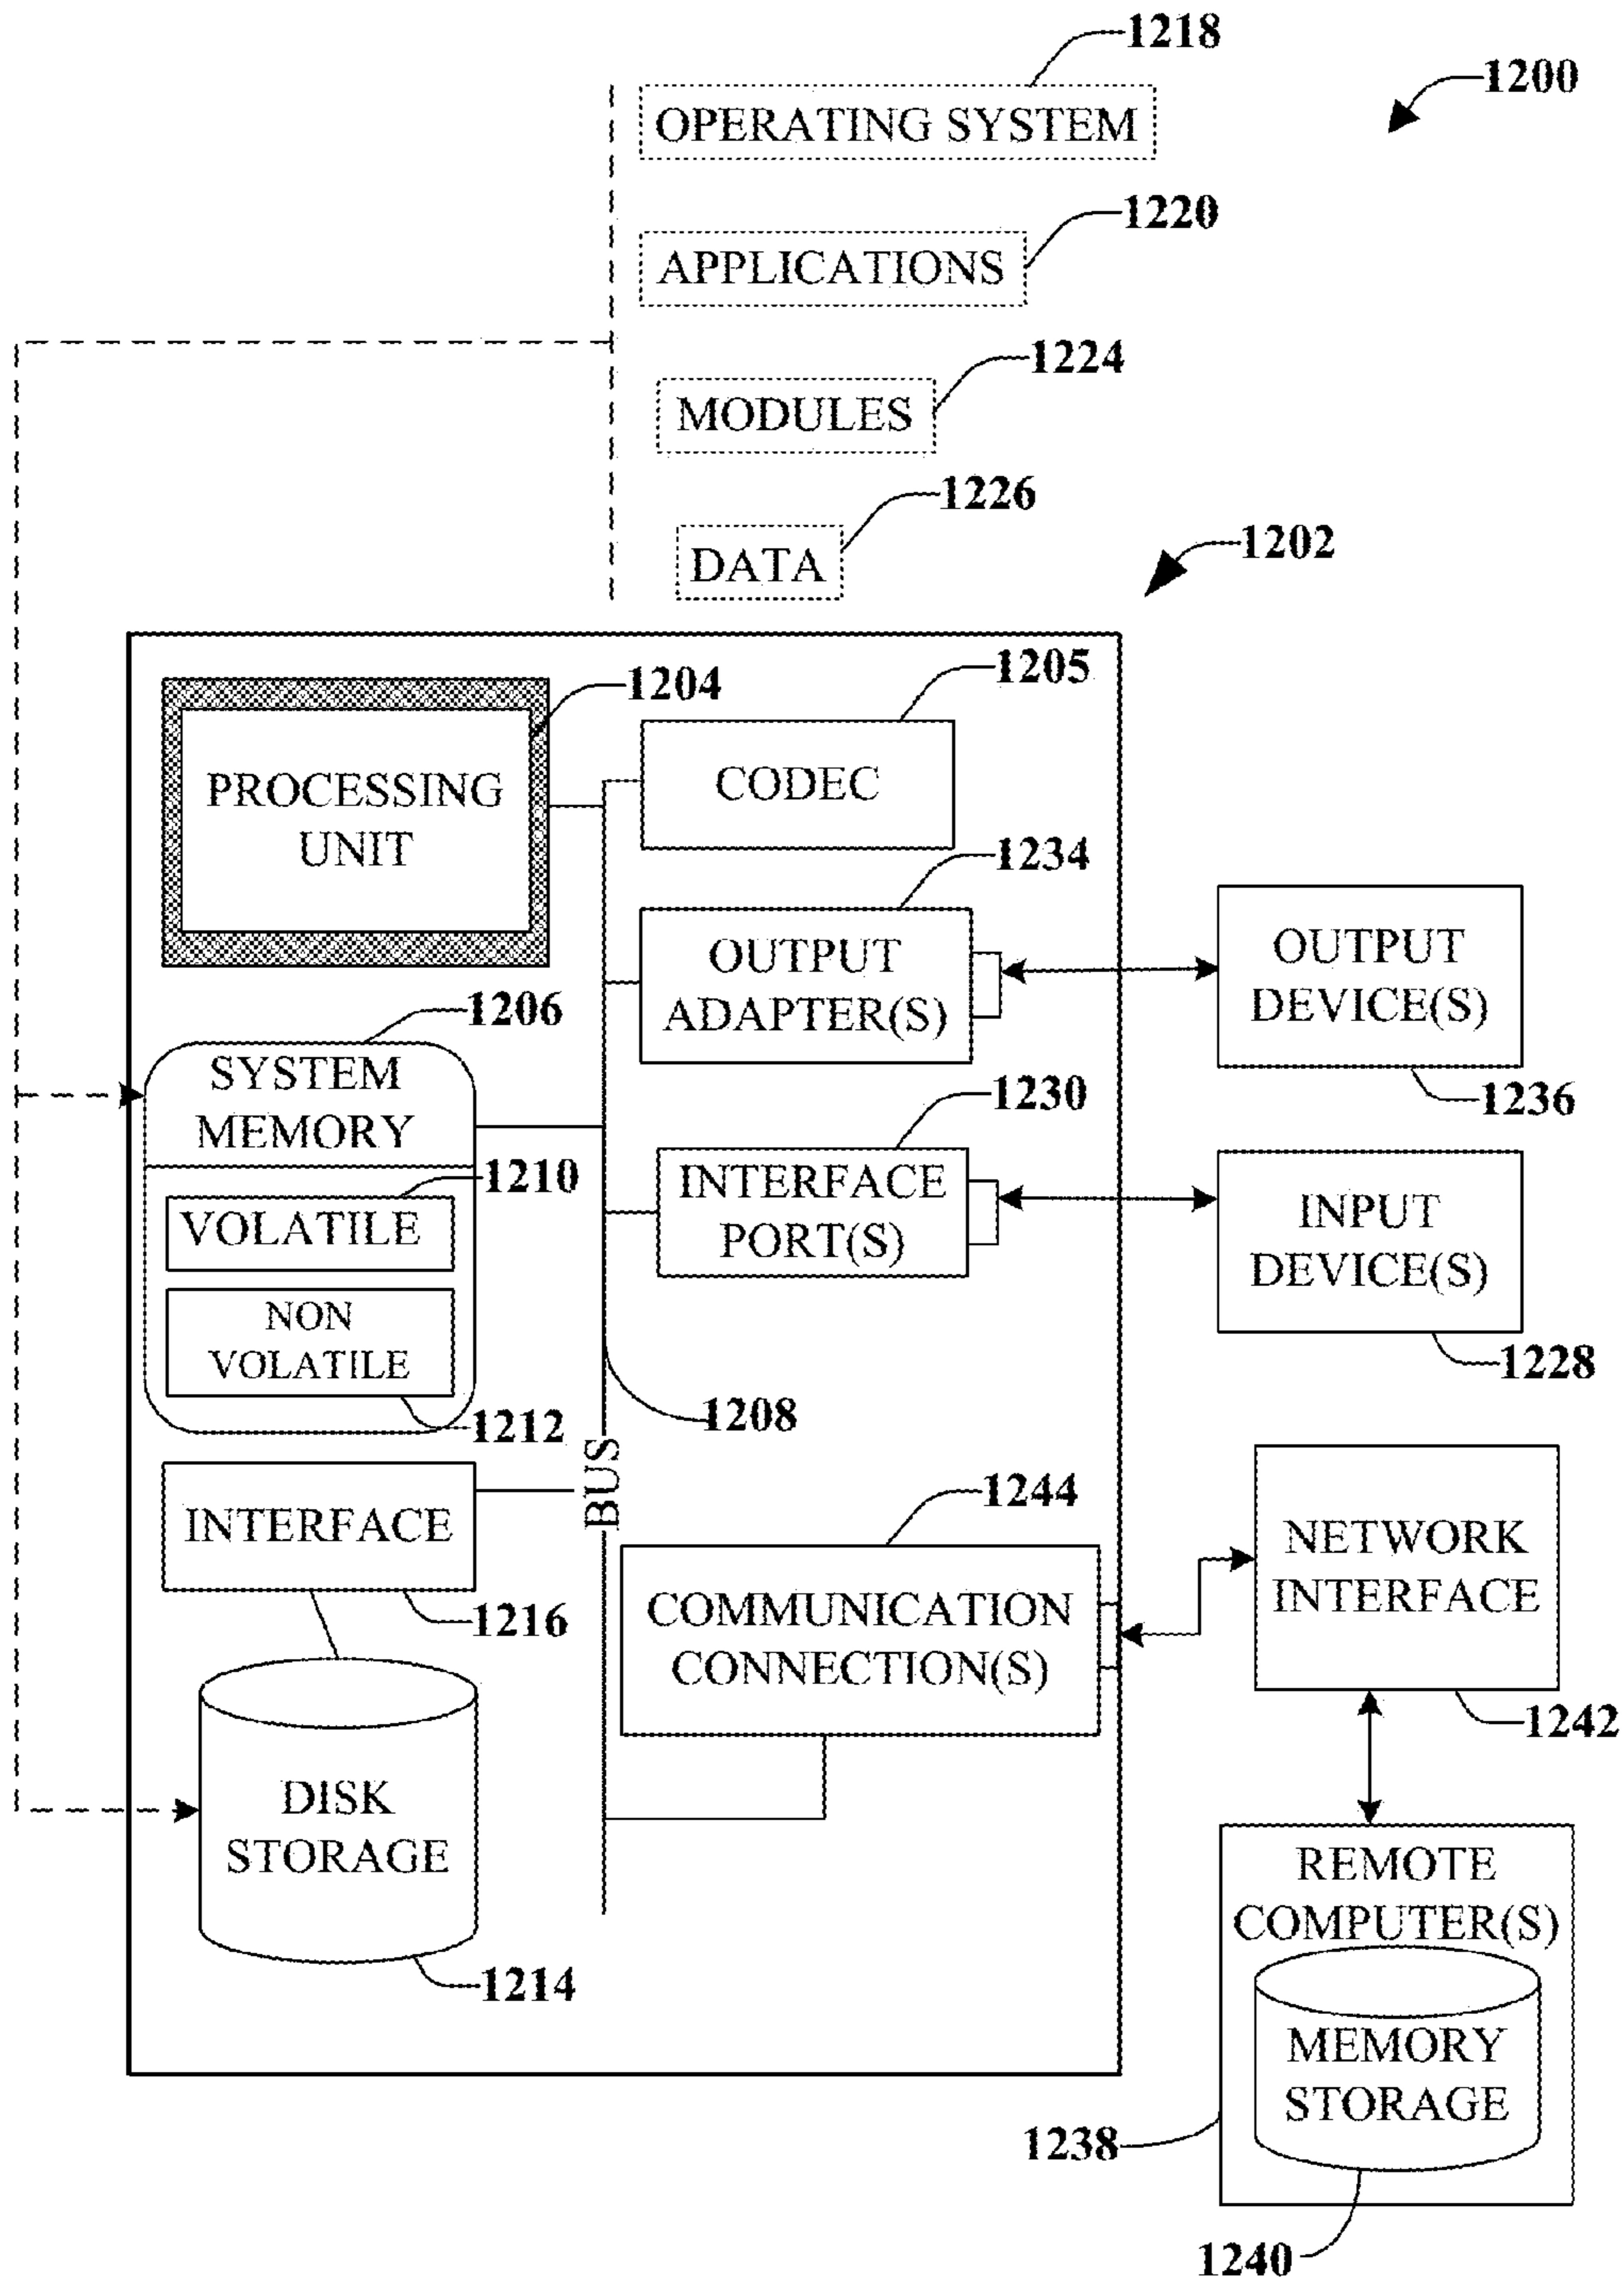 1218
1200
OPERATING SYSTEM
1220
APPLICATIONS
1224
MODULES
1226
DATA
1202
1204
PROCESSING
UNIT
1205
CODEC
1234
OUTPUT
ADAPTER(S)
OUTPUT
DEVICE(S)
1236
1206
SYSTEM
MEMORY
1210
VOLATILE
NON
VOLATILE
1212
1230
INTERFACE
PORT(S)
INPUT
DEVICE(S)
1228
1208
BUS
INTERFACE
1216
1244
COMMUNICATION
CONNECTION(S)
NETWORK
INTERFACE
1242
DISK
STORAGE
1214
REMOTE
COMPUTER(S)
MEMORY
STORAGE
1238
1240